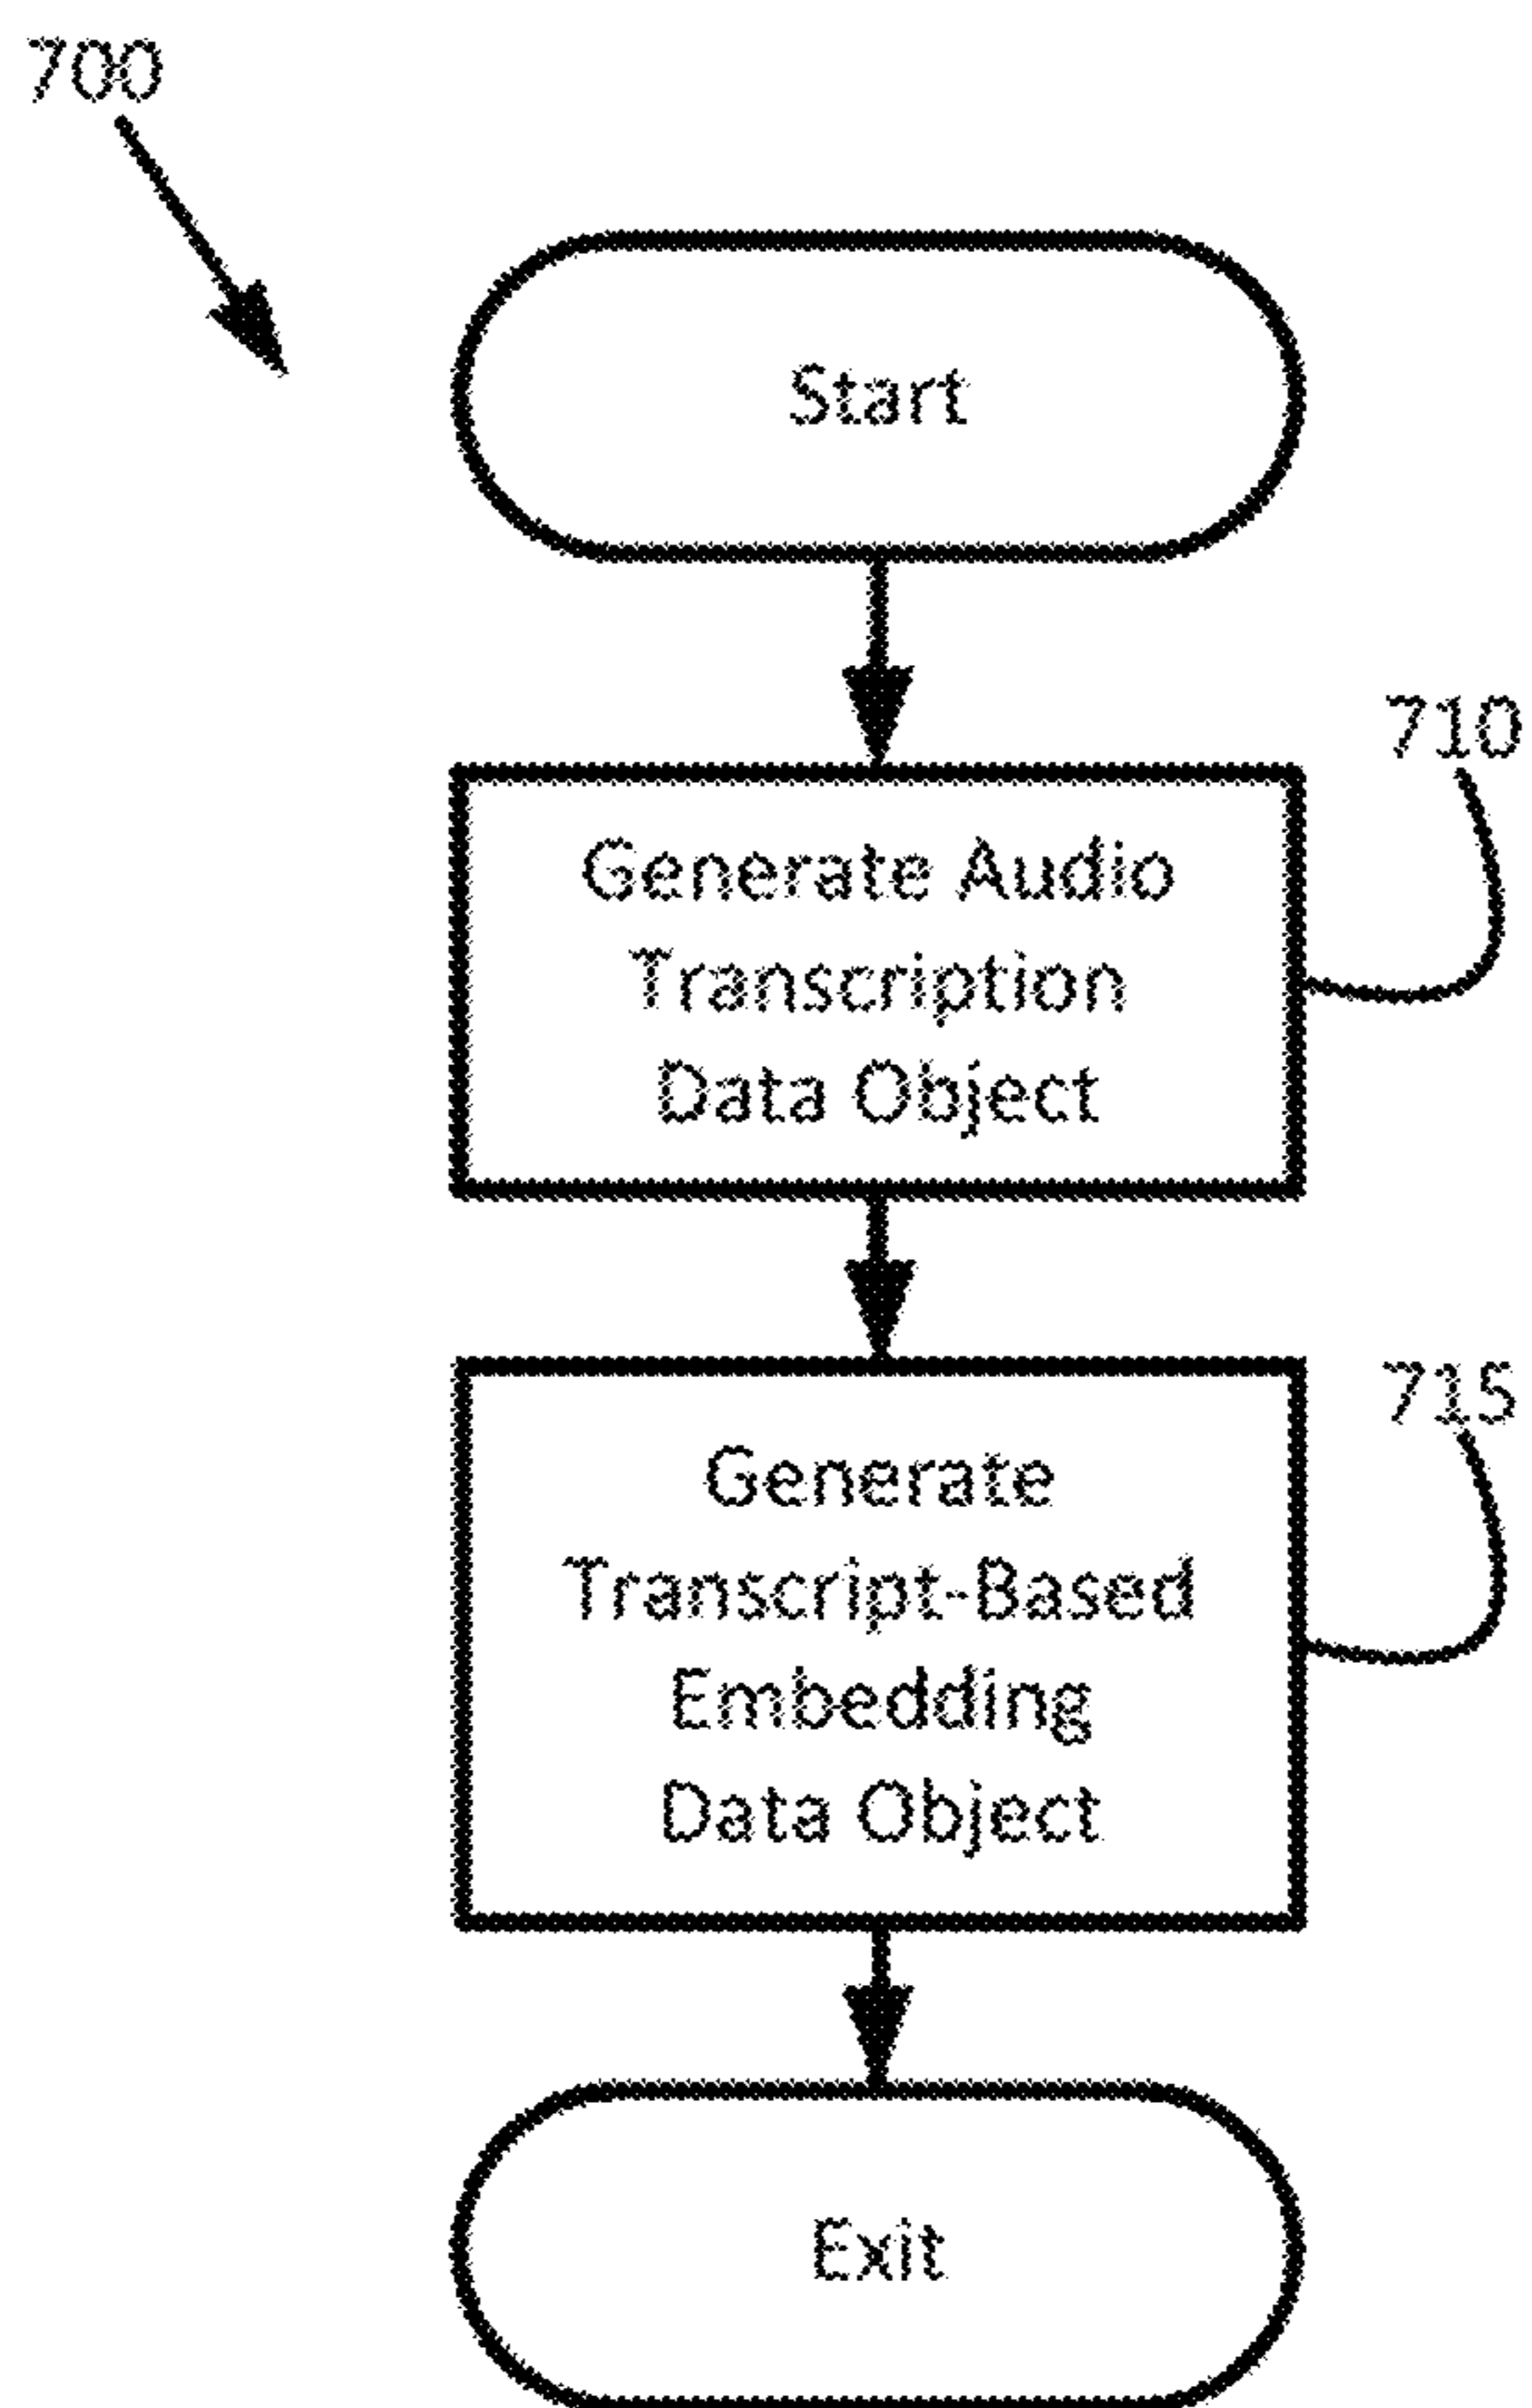 700
Start
710
Generate Audio
Transcription
Data Object
715
Generate
Transcript-Based
Embedding
Data Object
Exit